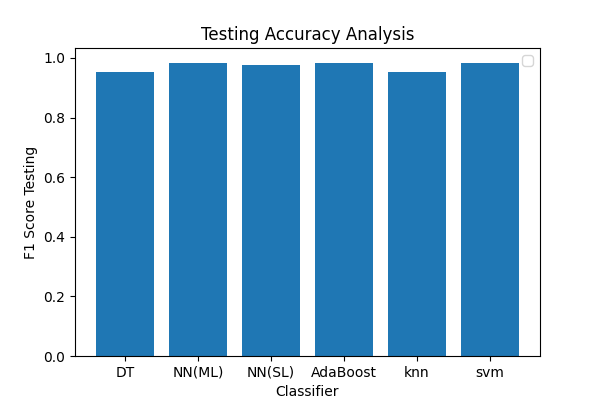 Testing Accuracy Analysis
F1 Score Testing
1.0
0.8
0.6
0.4
0.2
0.0
DT NN(ML) NN(SL) AdaBoost knn svm
Classifier